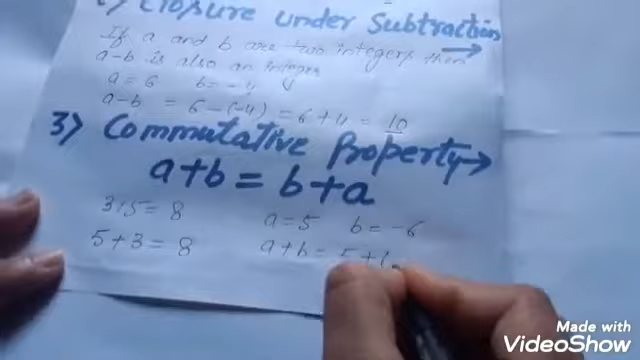 Closure under Subtraction →
If a and b are two integers then
a-b is also an integer
a = 6 b = -4
a-b = 6-(-4) = 6+4 = 10
3) Commutative Property →
a+b = b+a
3+5 = 8 a=5 b=-6
5+3 = 8 a+b = 5+(-
Made with
VideoShow